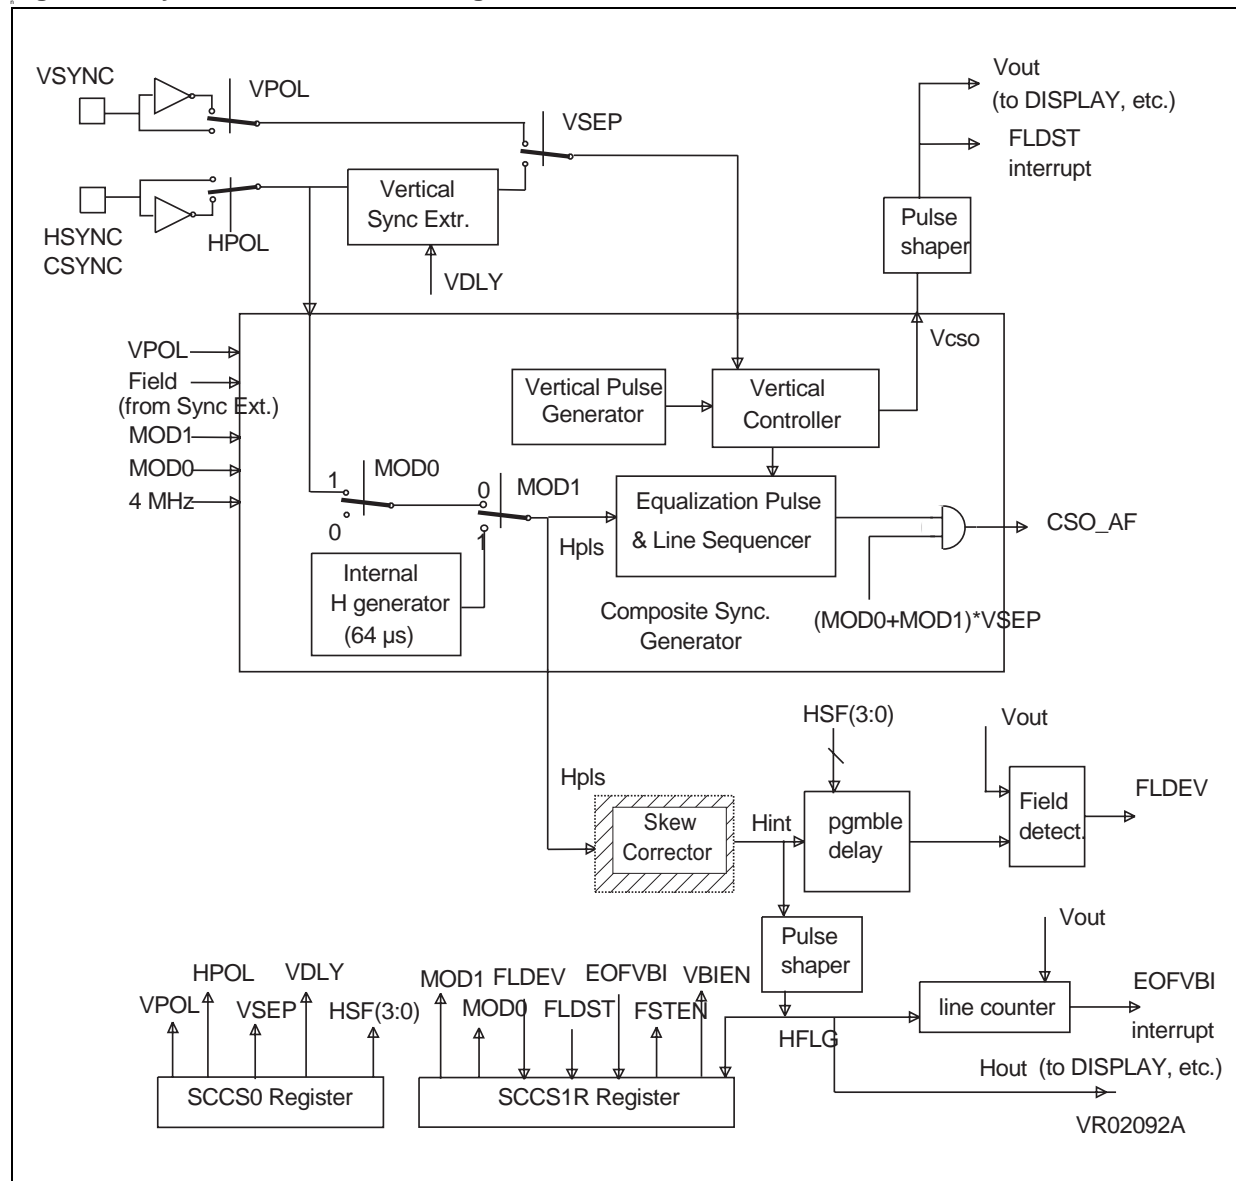 VSYNC
VPOL
VSEP
Vout
(to DISPLAY, etc.)
FLDST
interrupt
HSYNC
CSYNC
HPOL
Vertical
Sync Extr.
VDLY
Pulse
shaper
Vcso
VPOL
Field
(from Sync Ext.)
MOD1
MOD0
4 MHz
Vertical Pulse
Generator
Vertical
Controller
1
0
MOD0
0
1
MOD1
Hpls
Equalization Pulse
& Line Sequencer
CSO_AF
Internal
H generator
(64 µs)
Composite Sync.
Generator
(MOD0+MOD1)*VSEP
HSF(3:0)
Vout
Hpls
Skew
Corrector
Hint
pgmble
delay
Field
detect.
FLDEV
Pulse
shaper
Vout
line counter
EOFVBI
interrupt
HFLG
Hout (to DISPLAY, etc.)
VPOL
HPOL
VSEP
VDLY
HSF(3:0)
SCCS0 Register
MOD1
MOD0
FLDEV
FLDST
EOFVBI
FSTEN
VBIEN
SCCS1R Register
VR02092A